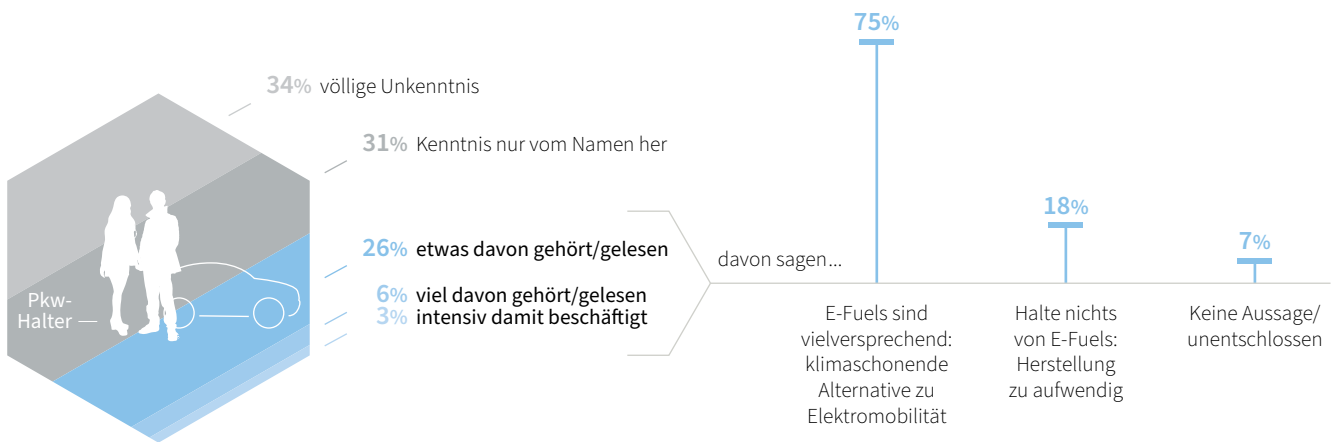 34% völlige Unkenntnis
31% Kenntnis nur vom Namen her
26% etwas davon gehört/gelesen
6% viel davon gehört/gelesen
3% intensiv damit beschäftigt
Pkw-
Halter
davon sagen...
75%
E-Fuels sind
vielversprechend:
klimaschonende
Alternative zu
Elektromobilität
18%
Halte nichts
von E-Fuels:
Herstellung
zu aufwendig
7%
Keine Aussage/
unentschlossen